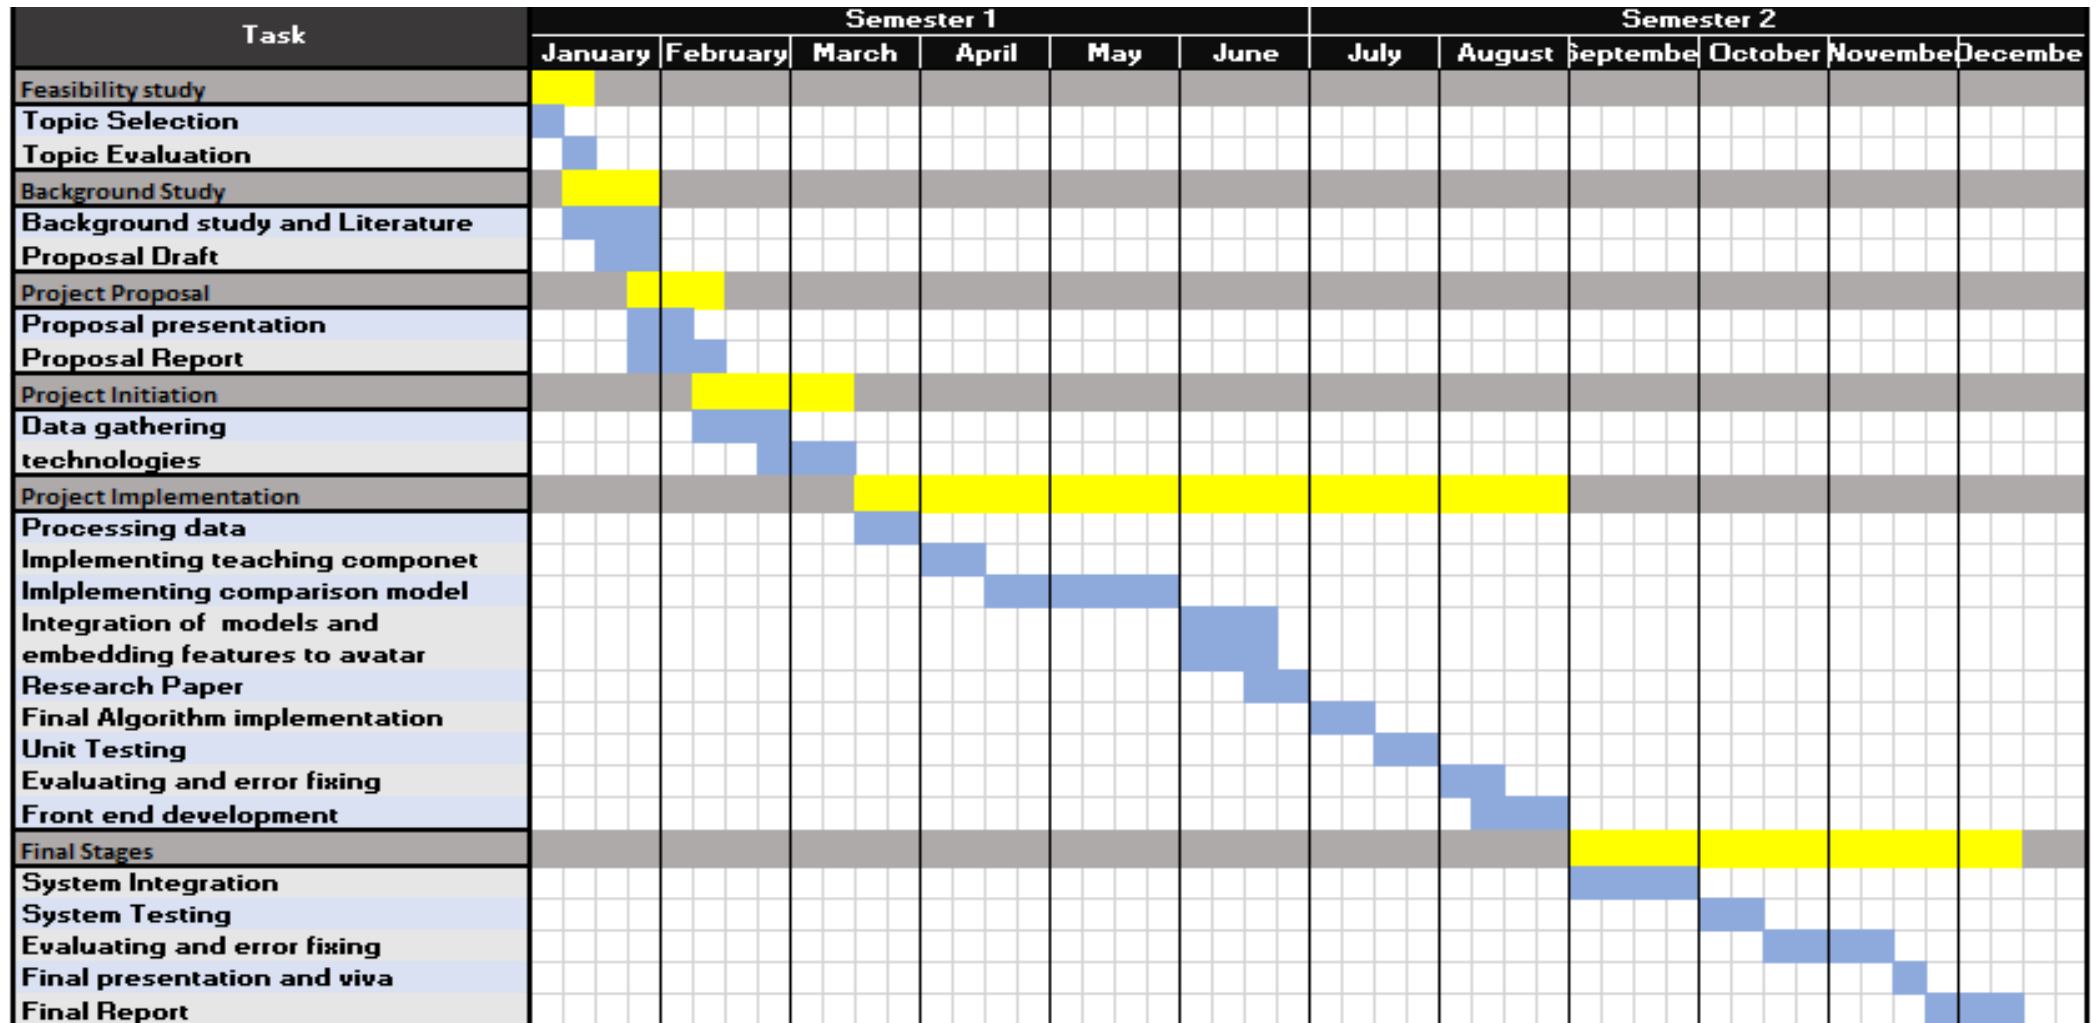 Task
Semester 1
Semester 2
January
February
March
April
May
June
July
August
Septembe
October
Novembe
Decembe
Feasibility study
Topic Selection
Topic Evaluation
Background Study
Background study and Literature
Proposal Draft
Project Proposal
Proposal presentation
Proposal Report
Project Initiation
Data gathering
technologies
Project Implementation
Processing data
Implementing teaching componet
Imlplementing comparison model
Integration of models and
embedding features to avatar
Research Paper
Final Algorithm implementation
Unit Testing
Evaluating and error fixing
Front end development
Final Stages
System Integration
System Testing
Evaluating and error fixing
Final presentation and viva
Final Report